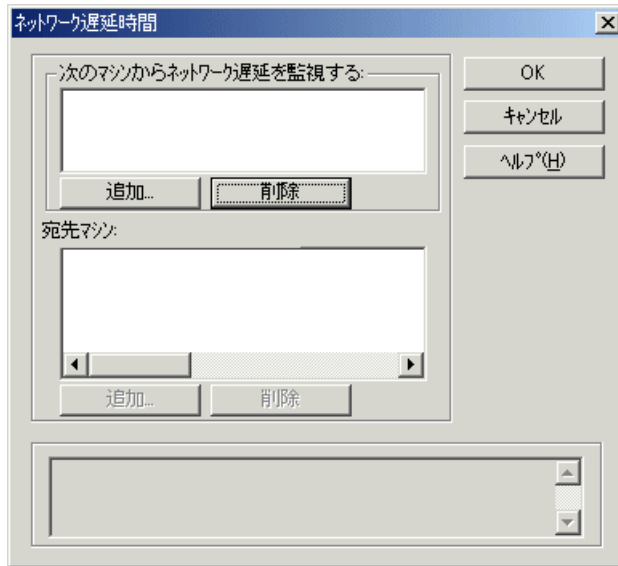 ネットワーク遅延時間
次のマシンからネットワーク遅延を監視する:
OK
キャンセル
ヘルプ(H)
追加...
削除
宛先マシン:
追加...
削除